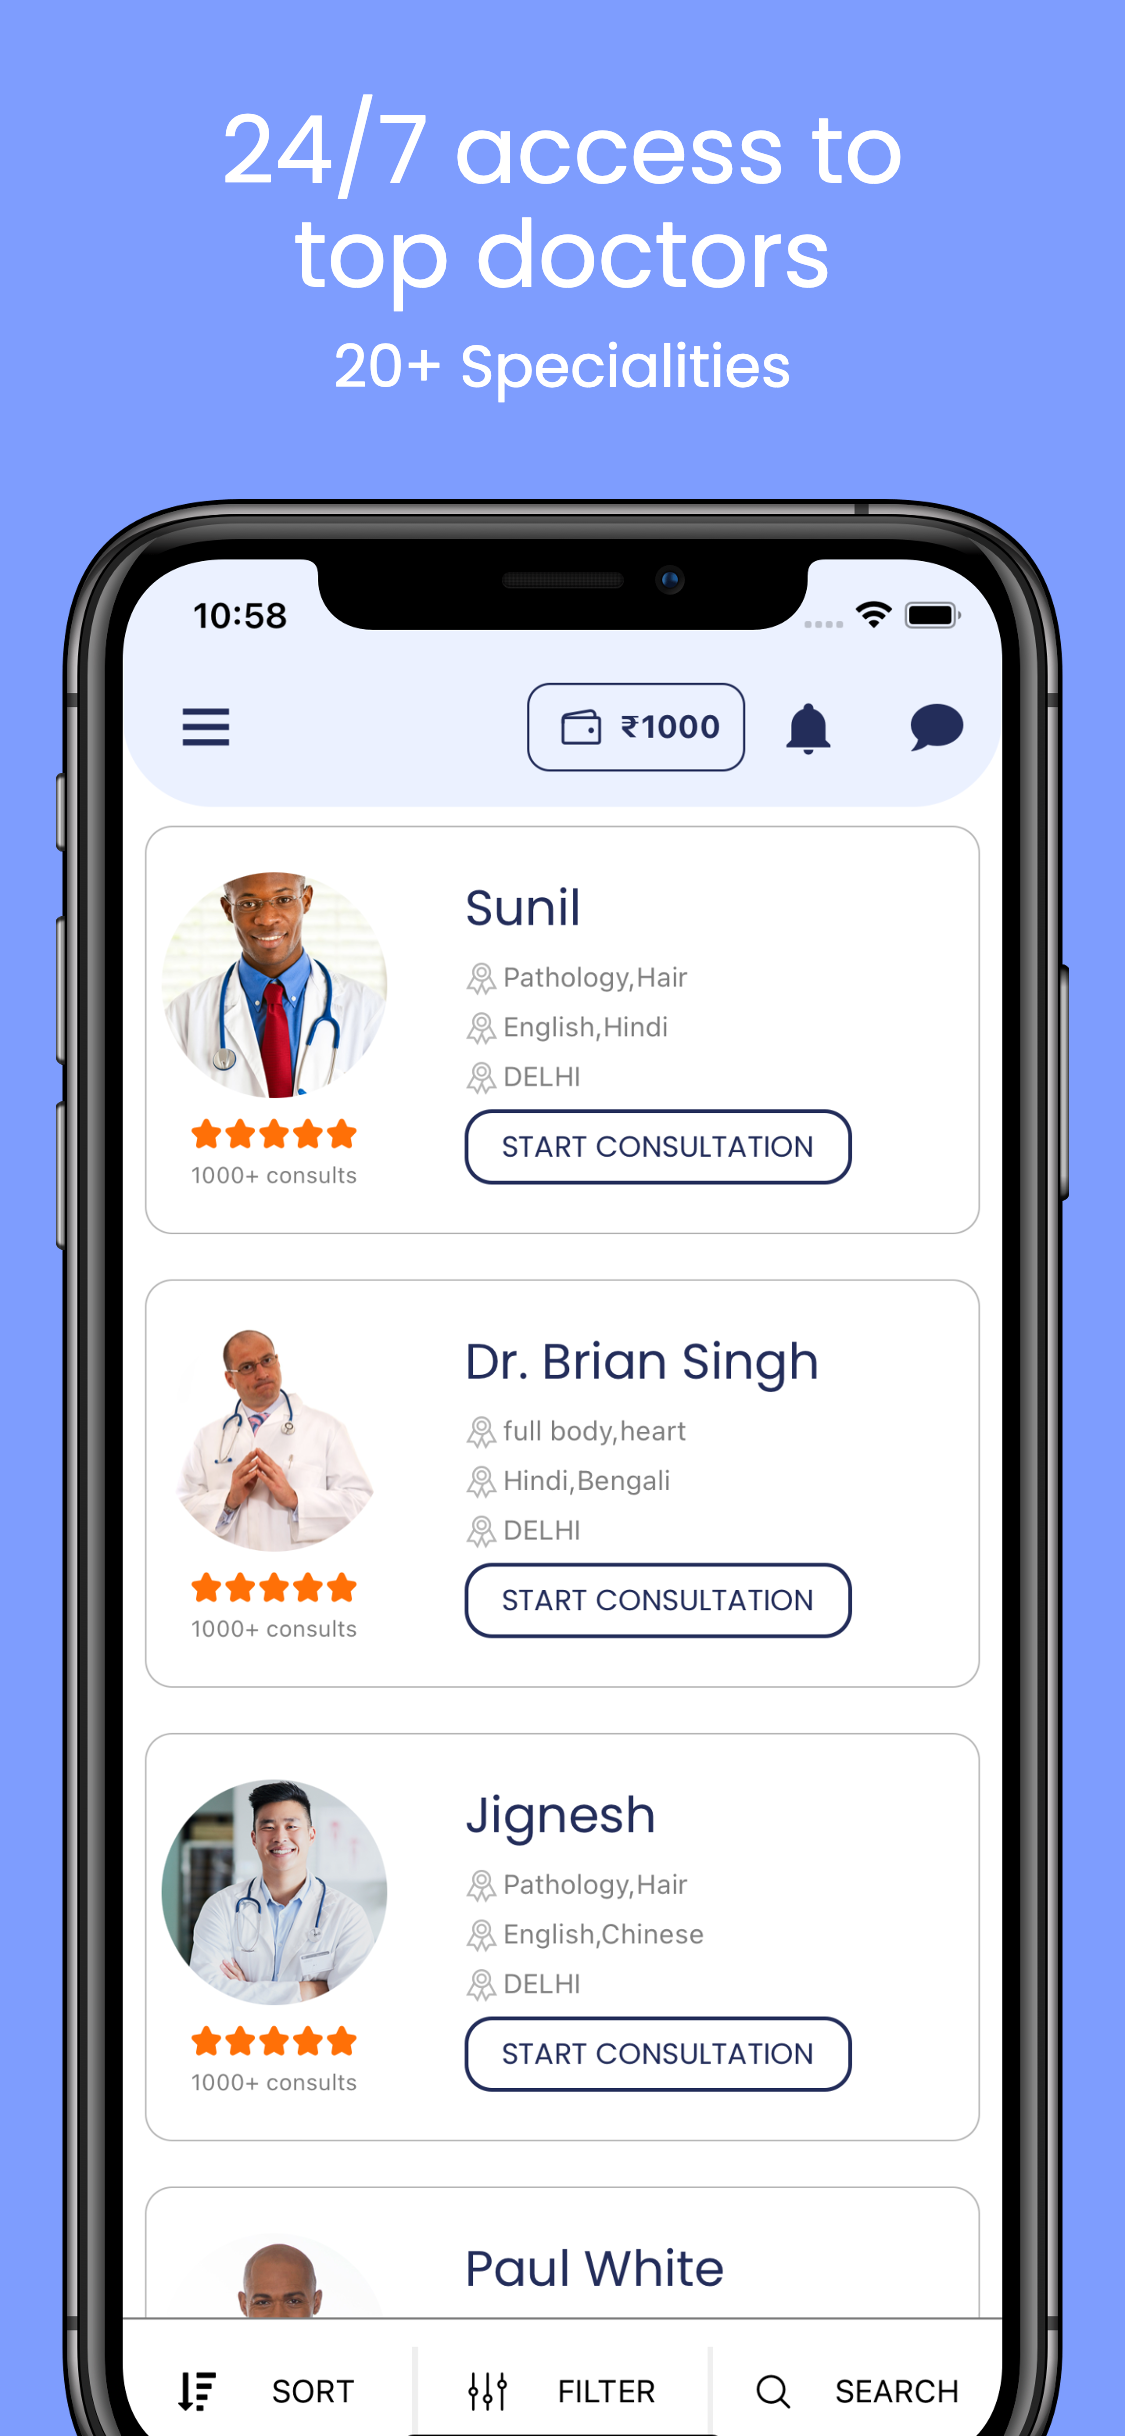 24/7 access to
top doctors
20+ Specialities
10:58
₹1000
Sunil
Pathology,Hair
English,Hindi
DELHI
START CONSULTATION
1000+ consults
Dr. Brian Singh
full body,heart
Hindi,Bengali
DELHI
START CONSULTATION
1000+ consults
Jignesh
Pathology,Hair
English,Chinese
DELHI
START CONSULTATION
1000+ consults
Paul White
SORT
FILTER
SEARCH